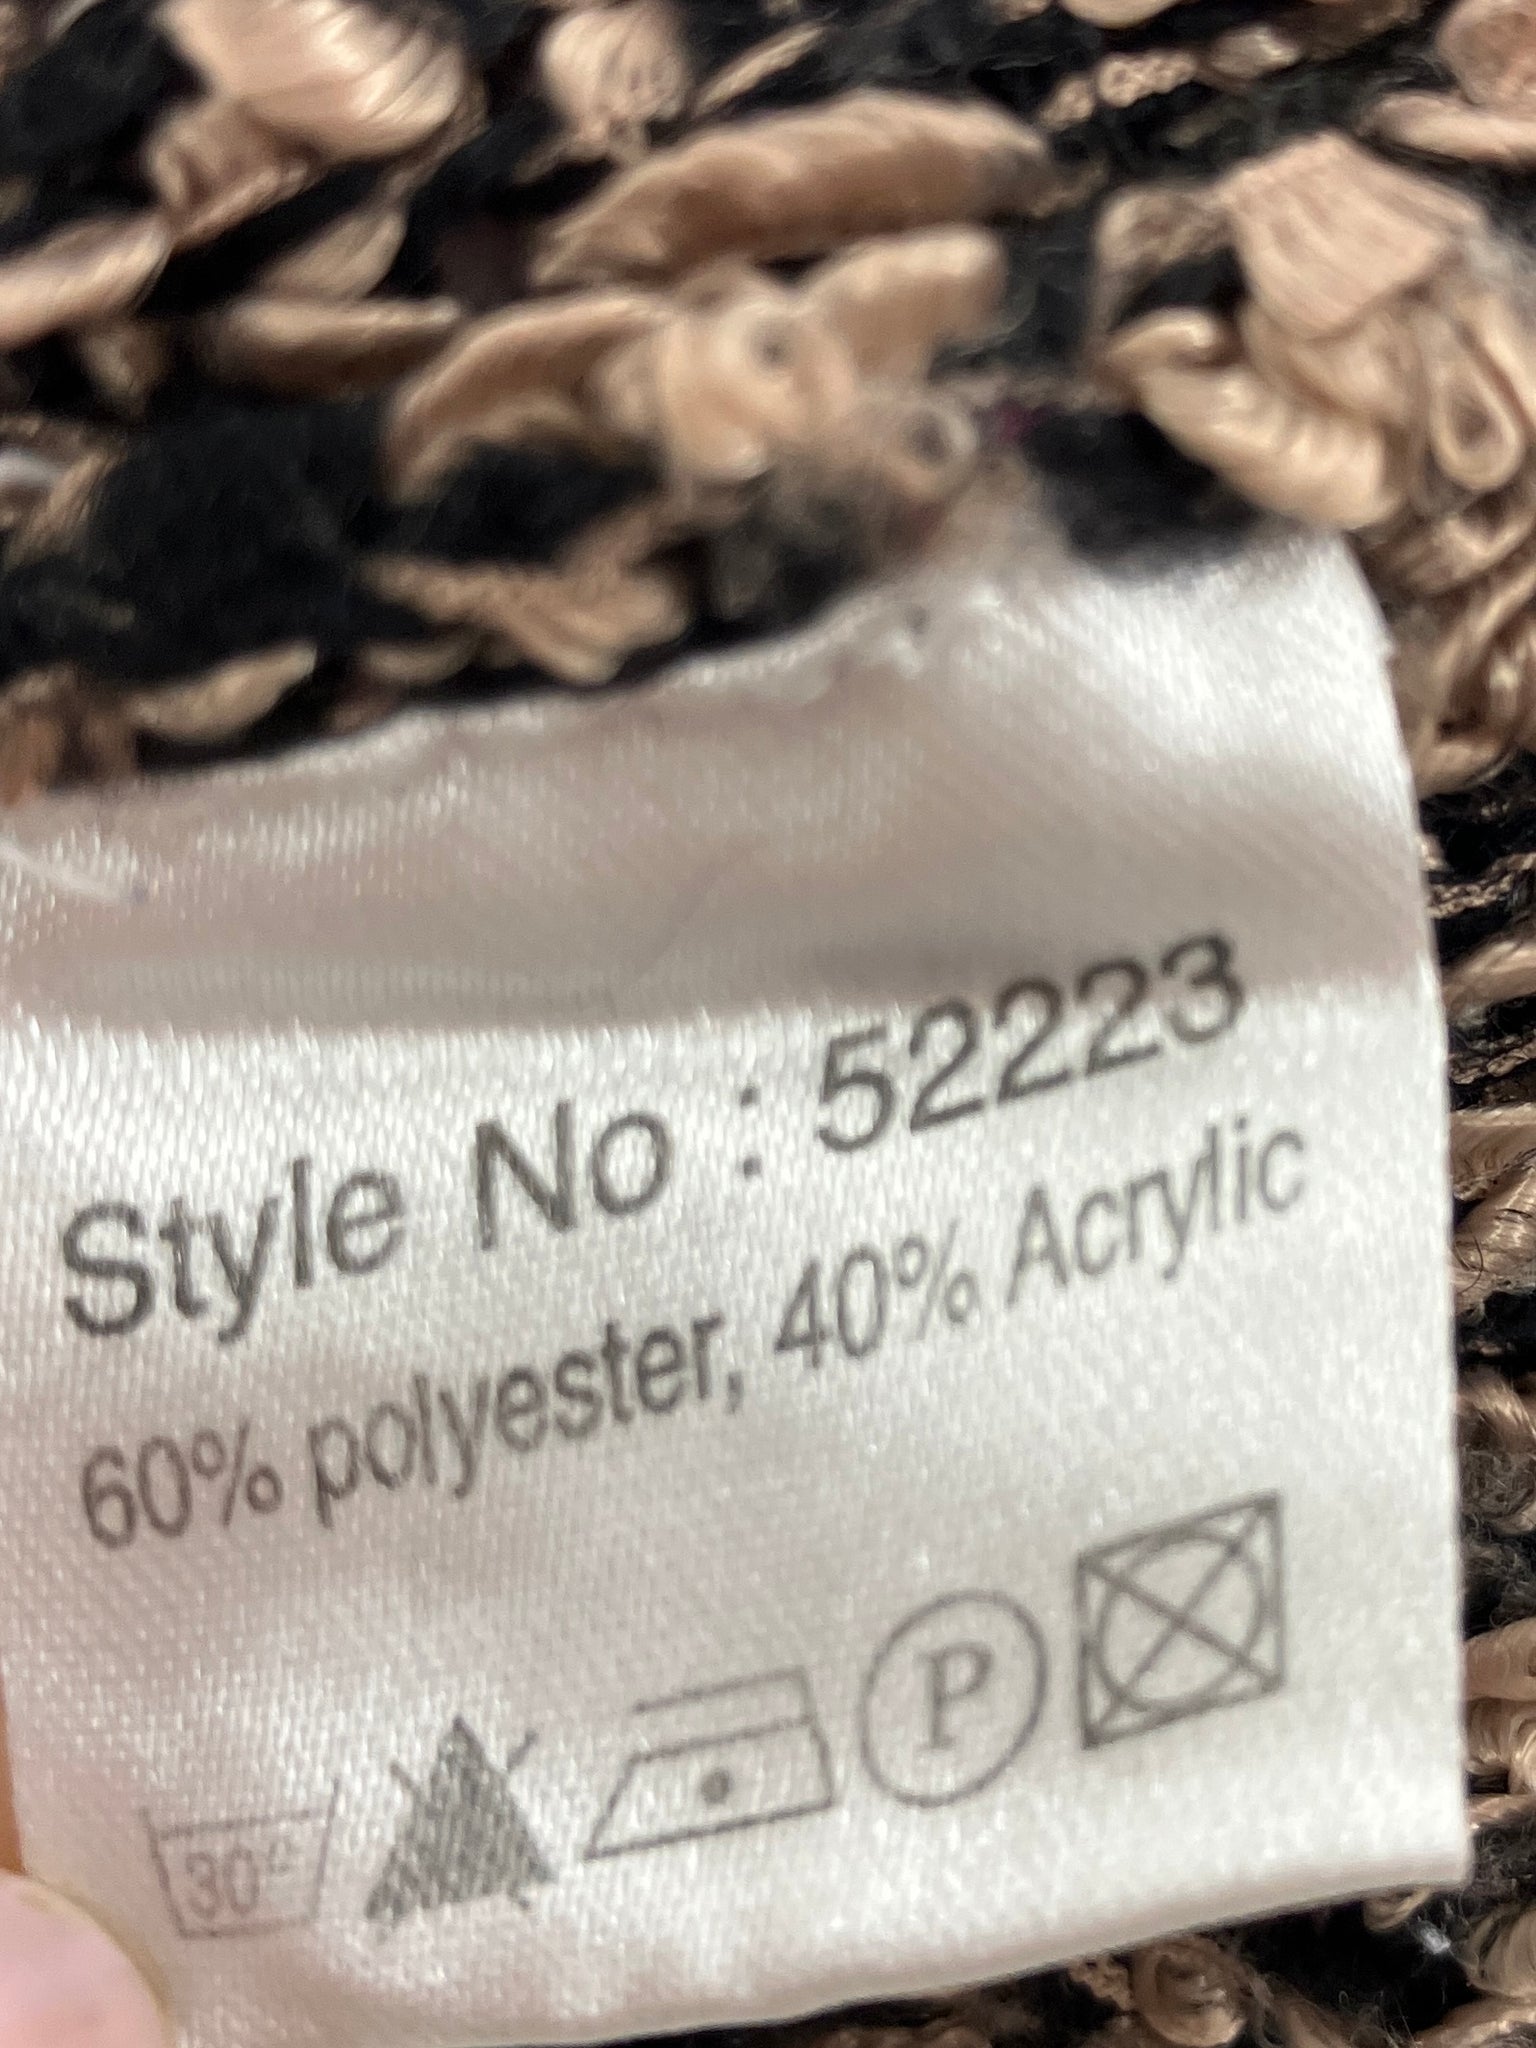 Style No : 52223
60% polyester, 40% Acrylic
30°
P